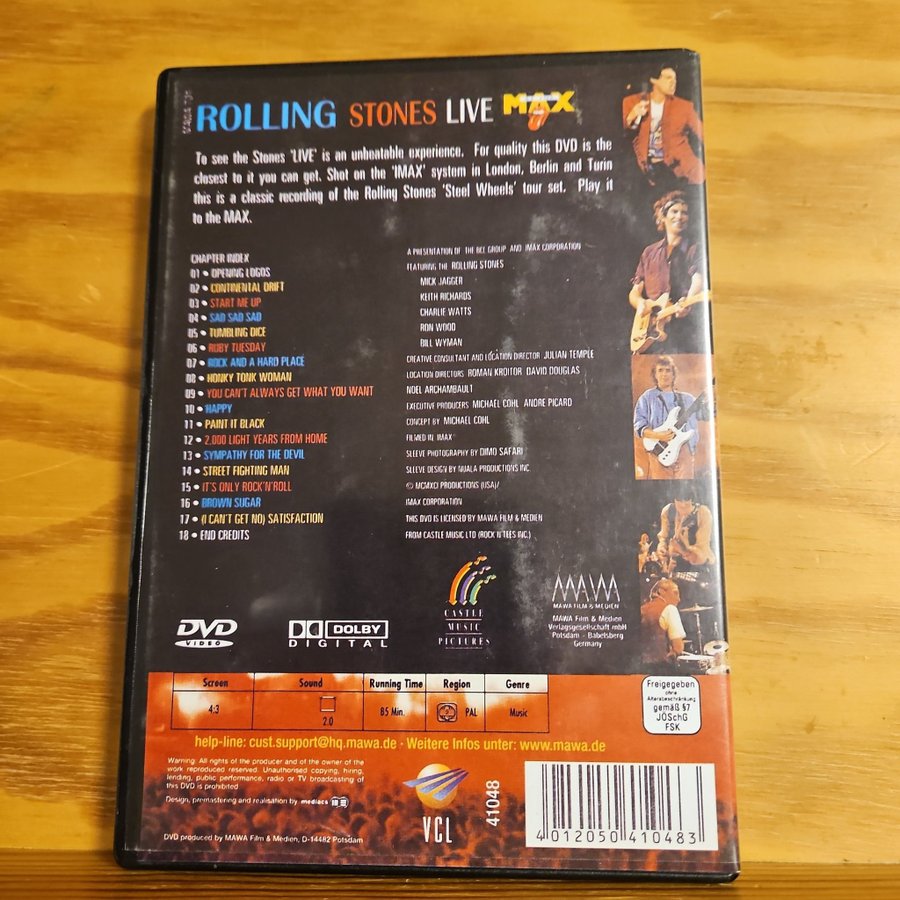 ROLLING STONES LIVE MAX
To see the Stones 'LIVE' is an unbeatable experience. For quality this DVD is the
closest to it you can get. Shot on the 'IMAX' system in London, Berlin and Turin
this is a classic recording of the Rolling Stones 'Steel Wheels' tour set. Play it
to the MAX.
CHAPTER INDEX
01 • OPENING LOGOS
02 • CONTINENTAL DRIFT
03 • START ME UP
04 • SAD SAD SAD
05 • TUMBLING DICE
06 • RUBY TUESDAY
07 • ROCK AND A HARD PLACE
08 • HONKY TONK WOMAN
09 • YOU CAN'T ALWAYS GET WHAT YOU WANT
10 • HAPPY
11 • PAINT IT BLACK
12 • 2,000 LIGHT YEARS FROM HOME
13 • SYMPATHY FOR THE DEVIL
14 • STREET FIGHTING MAN
15 • IT'S ONLY ROCK'N'ROLL
16 • BROWN SUGAR
17 • (I CAN'T GET NO) SATISFACTION
18 • END CREDITS
A PRESENTATION OF THE BCL GROUP AND IMAX CORPORATION
FEATURING THE ROLLING STONES
MICK JAGGER
KEITH RICHARDS
CHARLIE WATTS
RON WOOD
BILL WYMAN
CREATIVE CONSULTANT AND LOCATION DIRECTOR JULIAN TEMPLE
LOCATION DIRECTORS ROMAN KROITOR DAVID DOUGLAS
NOEL ARCHAMBAULT
EXECUTIVE PRODUCERS MICHAEL COHL ANDRE PICARD
CONCEPT BY MICHAEL COHL
FILMED IN IMAX
SLEEVE PHOTOGRAPHY BY DIMO SAFARI
SLEEVE DESIGN BY NUALA PRODUCTIONS INC.
© MCMXCI PRODUCTIONS (USA)/
IMAX CORPORATION
THIS DVD IS LICENSED BY MAWA FILM & MEDIEN
FROM CASTLE MUSIC LTD (ROCK N'TEES INC.)
DVD
VIDEO
DOLBY
DIGITAL
CASTLE
MUSIC
PICTURES
MAWA
MAWA FILM & MEDIEN
MAWA Film & Medien
Verlagsgesellschaft mbH
Potsdam - Babelsberg
Germany
Screen Sound Running Time Region Genre
4:3 2.0 85 Min. PAL Music
Freigegeben
ohne
Altersbeschränkung
gemäß §7
JÖSchG
FSK
help-line: cust.support@hq.mawa.de · Weitere Infos unter: www.mawa.de
Warning: All rights of the producer and of the owner of the
work reproduced reserved. Unauthorised copying, hiring,
lending, public performance, radio or TV broadcasting of
this DVD is prohibited
Design, premastering and realisation by mediacs
DVD produced by MAWA Film & Medien, D-14482 Potsdam
VCL
41048
4 012050 410483